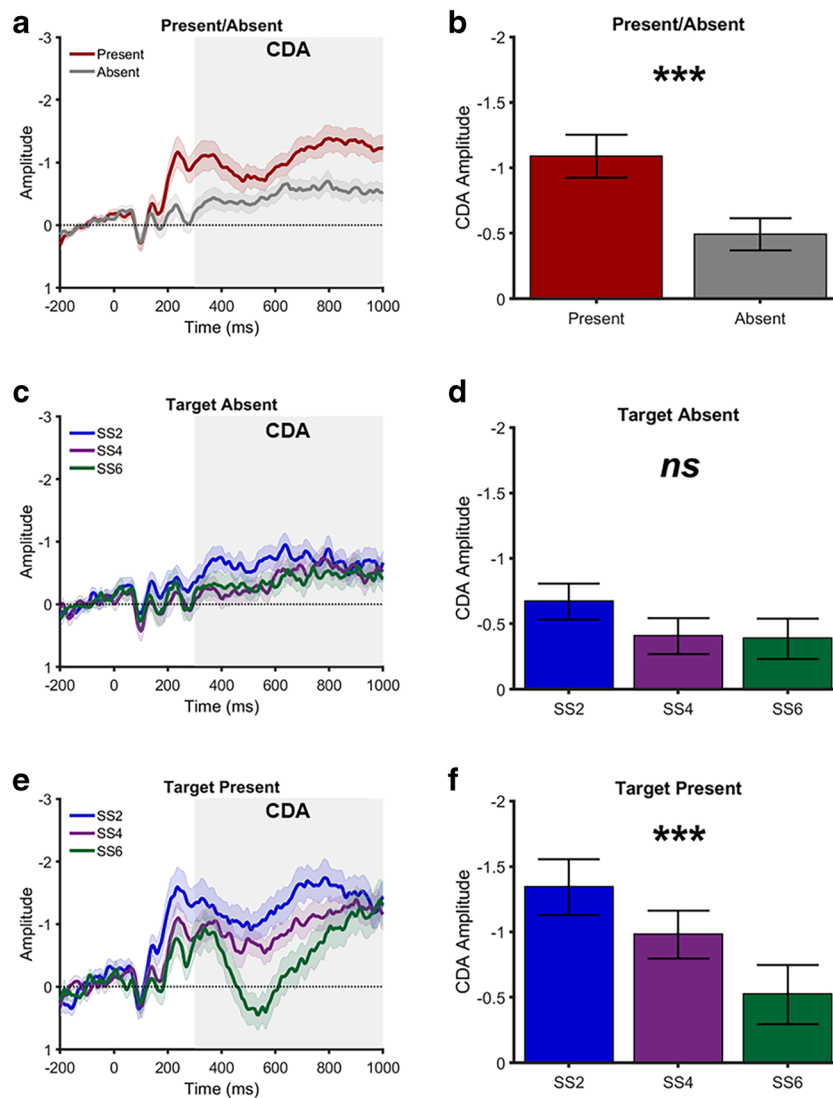 a
Present/Absent
CDA
Present
Absent
-3
-2
-1
0
1
Amplitude
-200 0 200 400 600 800 1000
Time (ms)
b
Present/Absent
***
-2
-1.5
-1
-0.5
0
CDA Amplitude
Present Absent
c
Target Absent
CDA
SS2
SS4
SS6
-3
-2
-1
0
1
Amplitude
-200 0 200 400 600 800 1000
Time (ms)
d
Target Absent
ns
-2
-1.5
-1
-0.5
0
CDA Amplitude
SS2 SS4 SS6
e
Target Present
CDA
SS2
SS4
SS6
-3
-2
-1
0
1
Amplitude
-200 0 200 400 600 800 1000
Time (ms)
f
Target Present
***
-2
-1.5
-1
-0.5
0
CDA Amplitude
SS2 SS4 SS6